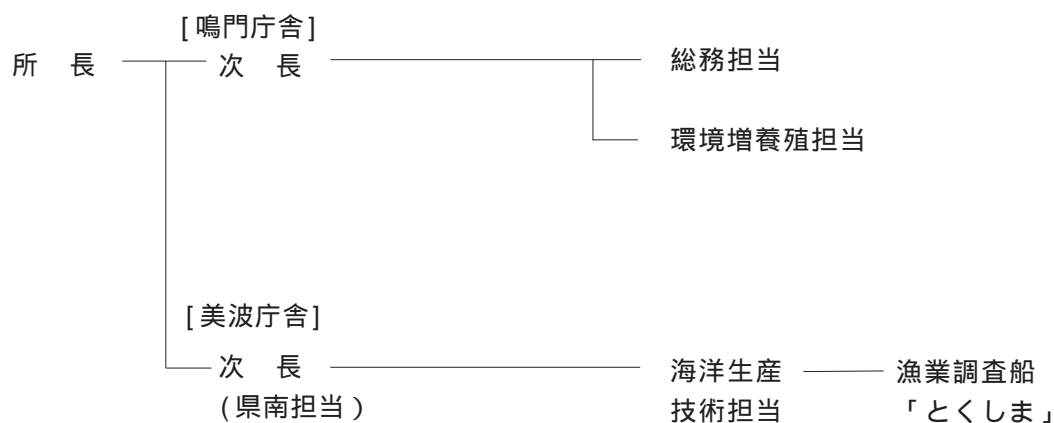 [鳴門庁舎]
所　長　次　長　総務担当
環境増養殖担当
[美波庁舎]
次　長　海洋生産　漁業調査船
(県南担当)　技術担当　「とくしま」